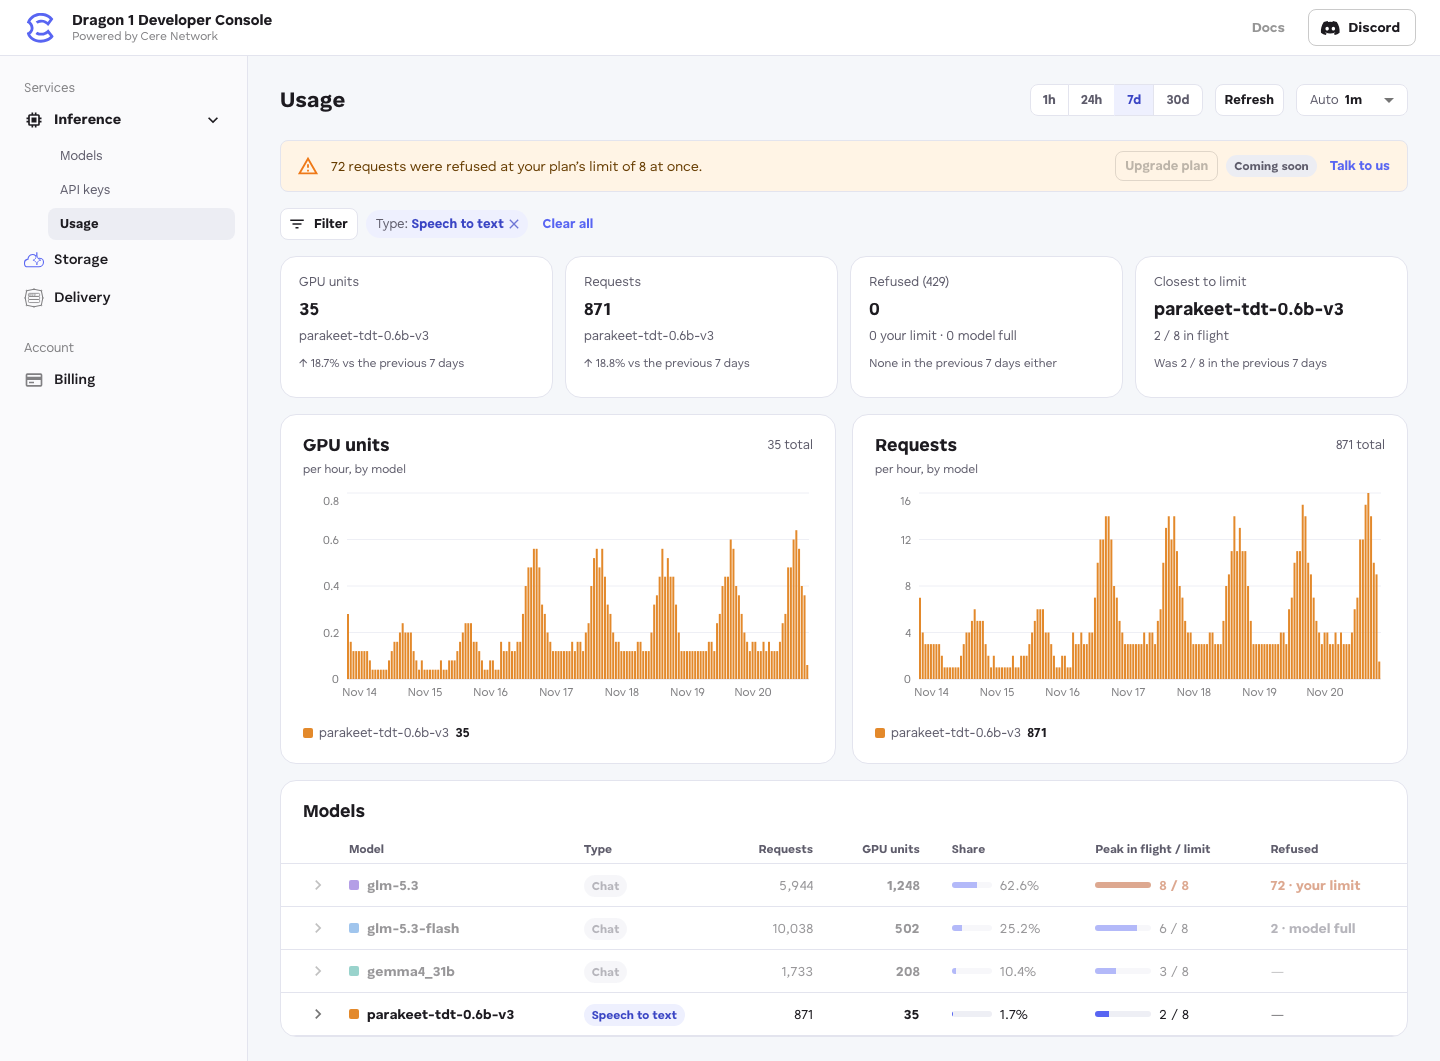 Dragon 1 Developer Console
Powered by Cere Network
Docs
Discord
Services
Inference
Models
API keys
Usage
Storage
Delivery
Account
Billing
Usage
1h 24h 7d 30d
Refresh
Auto 1m
72 requests were refused at your plan's limit of 8 at once.
Upgrade plan
Coming soon
Talk to us
Filter
Type: Speech to text
Clear all
GPU units
35
parakeet-tdt-0.6b-v3
↑ 18.7% vs the previous 7 days
Requests
871
parakeet-tdt-0.6b-v3
↑ 18.8% vs the previous 7 days
Refused (429)
0
0 your limit · 0 model full
None in the previous 7 days either
Closest to limit
parakeet-tdt-0.6b-v3
2 / 8 in flight
Was 2 / 8 in the previous 7 days
GPU units
35 total
per hour, by model
0.8
0.6
0.4
0.2
0
Nov 14 Nov 15 Nov 16 Nov 17 Nov 18 Nov 19 Nov 20
parakeet-tdt-0.6b-v3 35
Requests
871 total
per hour, by model
16
12
8
4
0
Nov 14 Nov 15 Nov 16 Nov 17 Nov 18 Nov 19 Nov 20
parakeet-tdt-0.6b-v3 871
Models
Model Type Requests GPU units Share Peak in flight / limit Refused
glm-5.3 Chat 5,944 1,248 62.6% 8 / 8 72 · your limit
glm-5.3-flash Chat 10,038 502 25.2% 6 / 8 2 · model full
gemma4_31b Chat 1,733 208 10.4% 3 / 8 —
parakeet-tdt-0.6b-v3 Speech to text 871 35 1.7% 2 / 8 —